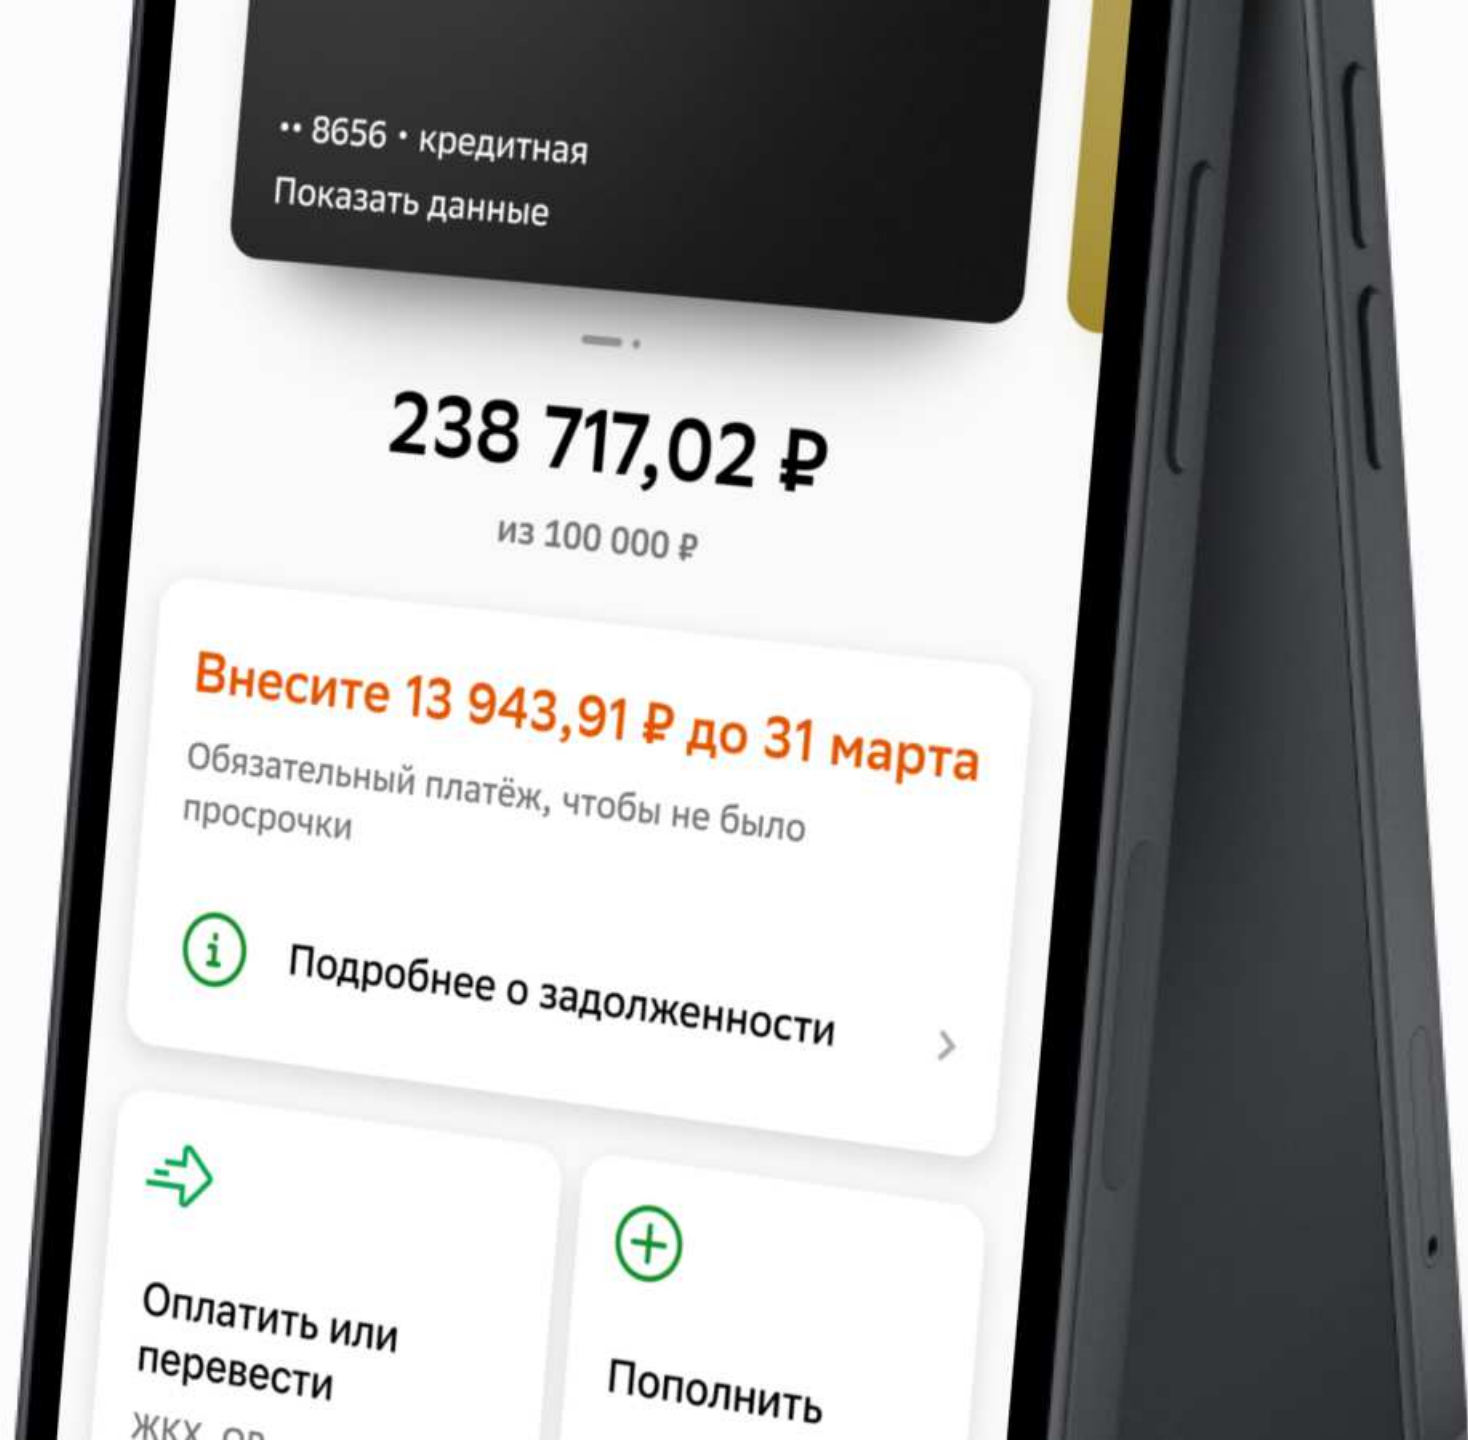 •• 8656 • кредитная
Показать данные
238 717,02 ₽
из 100 000 ₽
Внесите 13 943,91 ₽ до 31 марта
Обязательный платёж, чтобы не было
просрочки
Подробнее о задолженности
Оплатить или
перевести
Пополнить
ЖКХ,